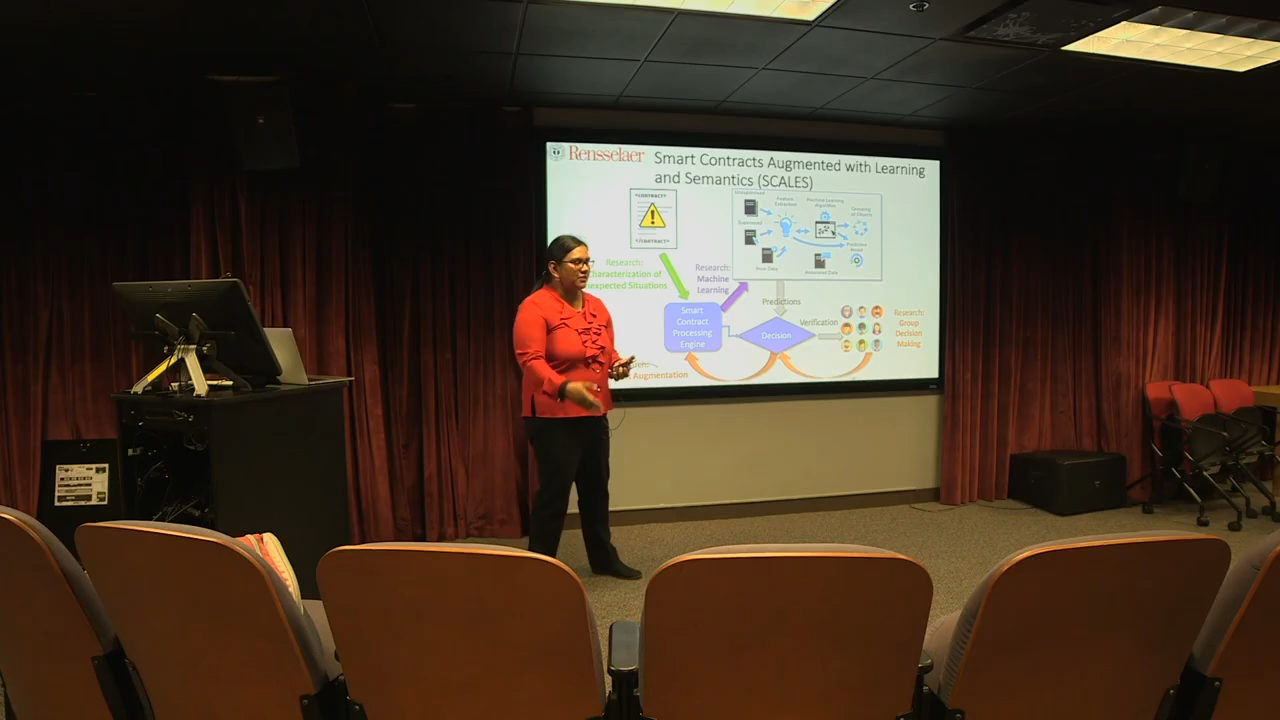 Rensselaer
Smart Contracts Augmented with Learning
and Semantics (SCALES)
<CONTRACT>
</CONTRACT>
Unsupervised
Feature
Extraction
Machine Learning
Algorithm
Grouping
of Objects
Supervised
Predictive
Model
New Data
Annotated Data
Research:
Characterization of
nexpected Situations
Research:
Machine
Learning
Predictions
Smart
Contract
Processing
Engine
Decision
Verification
Research:
Group
Decision
Making
Augmentation